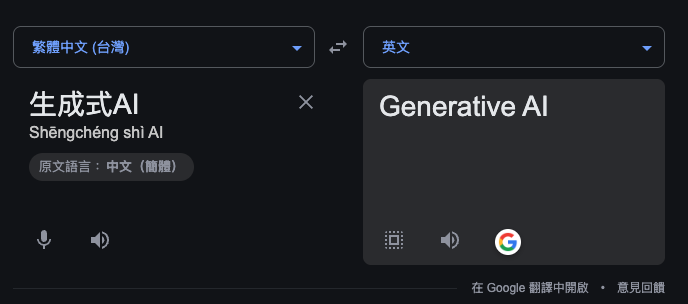 繁體中文 (台灣)
英文
生成式AI
Shēngchéng shì AI
原文語言：中文（簡體）
Generative AI
在 Google 翻譯中開啟 • 意見回饋